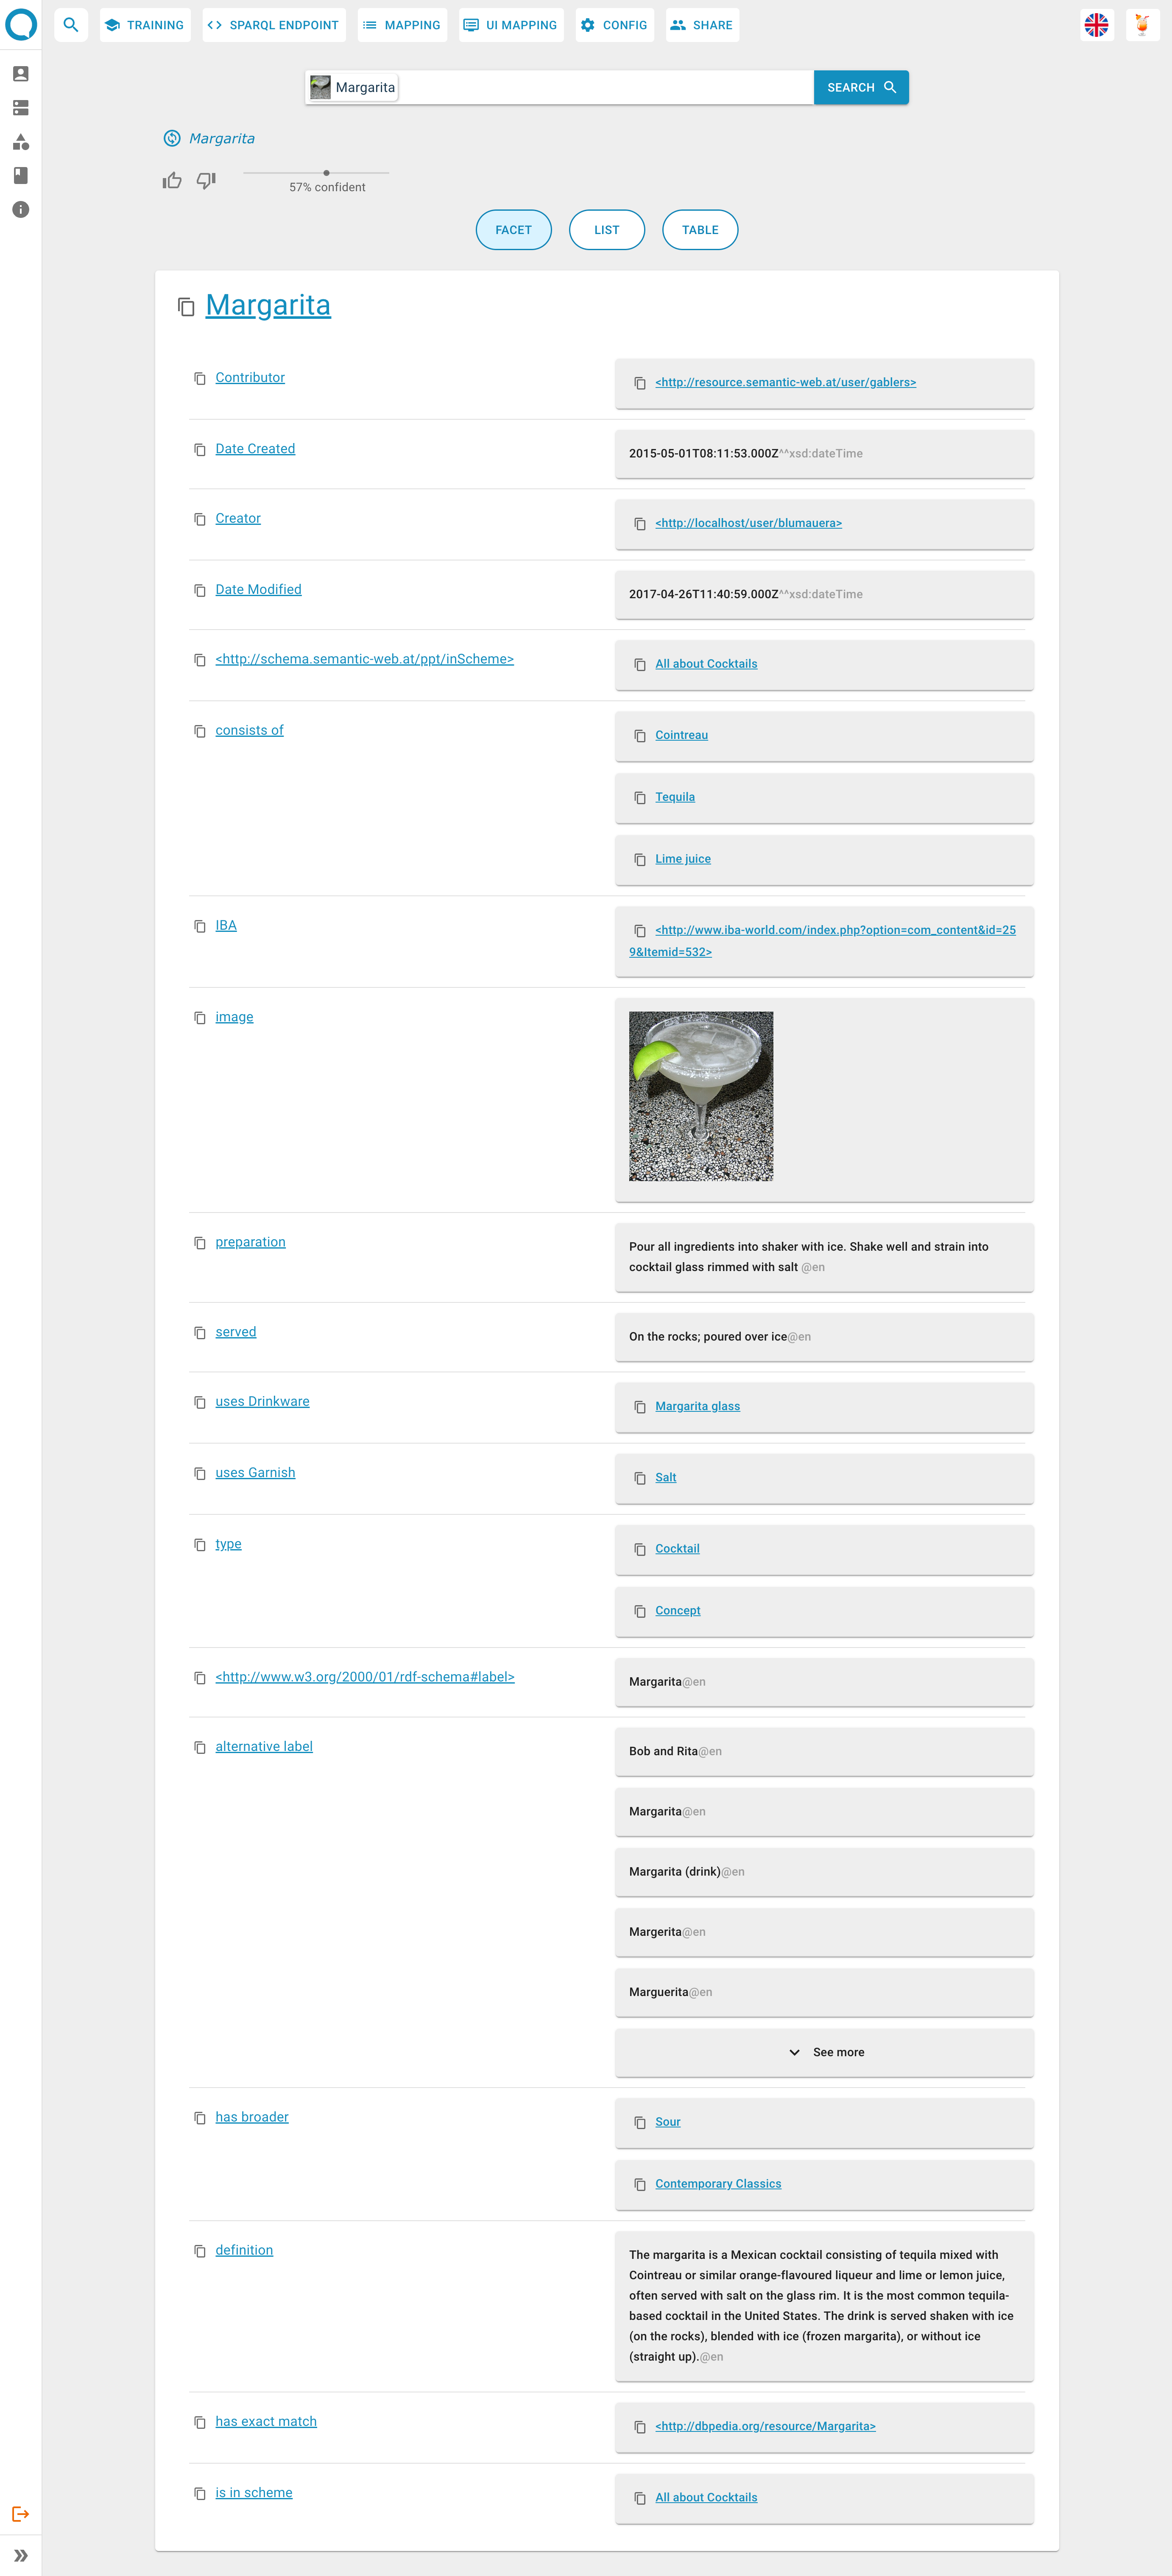 TRAINING
SPARQL ENDPOINT
MAPPING
UI MAPPING
CONFIG
SHARE
Margarita
SEARCH
Margarita
57% confident
FACET
LIST
TABLE
Margarita
Contributor
<http://resource.semantic-web.at/user/gablers>
Date Created
2015-05-01T08:11:53.000Z^^xsd:dateTime
Creator
<http://localhost/user/blumauera>
Date Modified
2017-04-26T11:40:59.000Z^^xsd:dateTime
<http://schema.semantic-web.at/ppt/inScheme>
All about Cocktails
consists of
Cointreau
Tequila
Lime juice
IBA
<http://www.iba-world.com/index.php?option=com_content&id=25
9&Itemid=532>
image
preparation
Pour all ingredients into shaker with ice. Shake well and strain into
cocktail glass rimmed with salt @en
served
On the rocks; poured over ice@en
uses Drinkware
Margarita glass
uses Garnish
Salt
type
Cocktail
Concept
<http://www.w3.org/2000/01/rdf-schema#label>
Margarita@en
alternative label
Bob and Rita@en
Margarita@en
Margarita (drink)@en
Margerita@en
Marguerita@en
See more
has broader
Sour
Contemporary Classics
definition
The margarita is a Mexican cocktail consisting of tequila mixed with
Cointreau or similar orange-flavoured liqueur and lime or lemon juice,
often served with salt on the glass rim. It is the most common tequila-
based cocktail in the United States. The drink is served shaken with ice
(on the rocks), blended with ice (frozen margarita), or without ice
(straight up).@en
has exact match
<http://dbpedia.org/resource/Margarita>
is in scheme
All about Cocktails